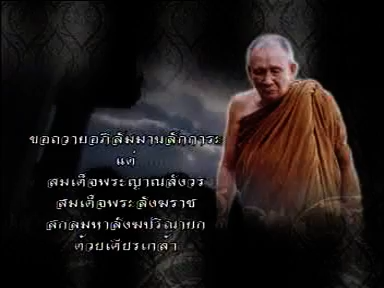 ขอถวายอภิสัมมานสักการะ
แด่
สมเด็จพระญาณสังวร
สมเด็จพระสังฆราช
สกลมหาสังฆปริณายก
ด้วยเศียรเกล้า